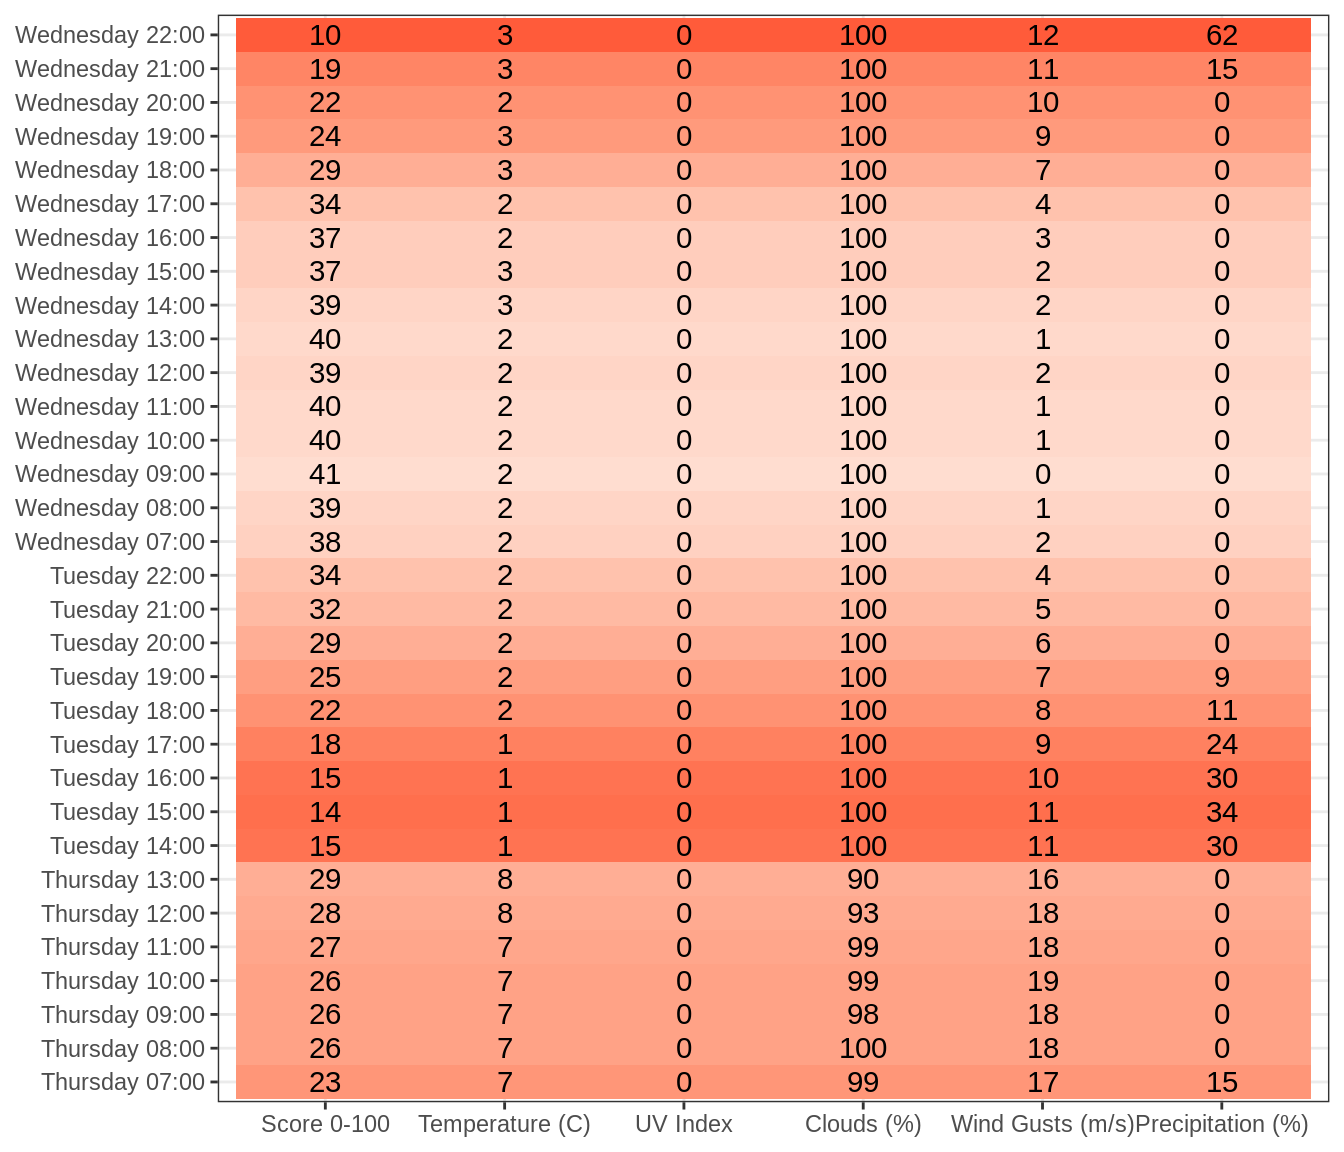 Wednesday 22:00 10 3 0 100 12 62
Wednesday 21:00 19 3 0 100 11 15
Wednesday 20:00 22 2 0 100 10 0
Wednesday 19:00 24 3 0 100 9 0
Wednesday 18:00 29 3 0 100 7 0
Wednesday 17:00 34 2 0 100 4 0
Wednesday 16:00 37 2 0 100 3 0
Wednesday 15:00 37 3 0 100 2 0
Wednesday 14:00 39 3 0 100 2 0
Wednesday 13:00 40 2 0 100 1 0
Wednesday 12:00 39 2 0 100 2 0
Wednesday 11:00 40 2 0 100 1 0
Wednesday 10:00 40 2 0 100 1 0
Wednesday 09:00 41 2 0 100 0 0
Wednesday 08:00 39 2 0 100 1 0
Wednesday 07:00 38 2 0 100 2 0
Tuesday 22:00 34 2 0 100 4 0
Tuesday 21:00 32 2 0 100 5 0
Tuesday 20:00 29 2 0 100 6 0
Tuesday 19:00 25 2 0 100 7 9
Tuesday 18:00 22 2 0 100 8 11
Tuesday 17:00 18 1 0 100 9 24
Tuesday 16:00 15 1 0 100 10 30
Tuesday 15:00 14 1 0 100 11 34
Tuesday 14:00 15 1 0 100 11 30
Thursday 13:00 29 8 0 90 16 0
Thursday 12:00 28 8 0 93 18 0
Thursday 11:00 27 7 0 99 18 0
Thursday 10:00 26 7 0 99 19 0
Thursday 09:00 26 7 0 98 18 0
Thursday 08:00 26 7 0 100 18 0
Thursday 07:00 23 7 0 99 17 15
Score 0-100 Temperature (C) UV Index Clouds (%) Wind Gusts (m/s) Precipitation (%)